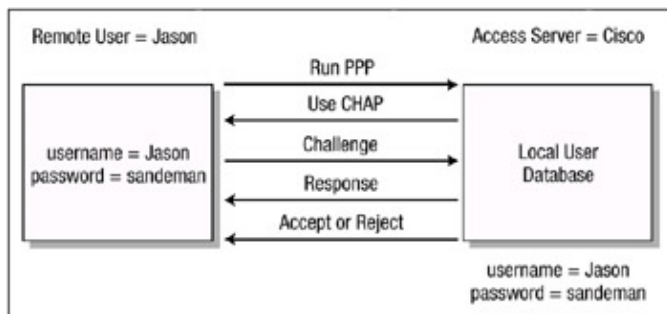 Remote User = Jason
Access Server = Cisco
Run PPP
Use CHAP
Challenge
Response
Accept or Reject
username = Jason
password = sandeman
Local User
Database
username = Jason
password = sandeman